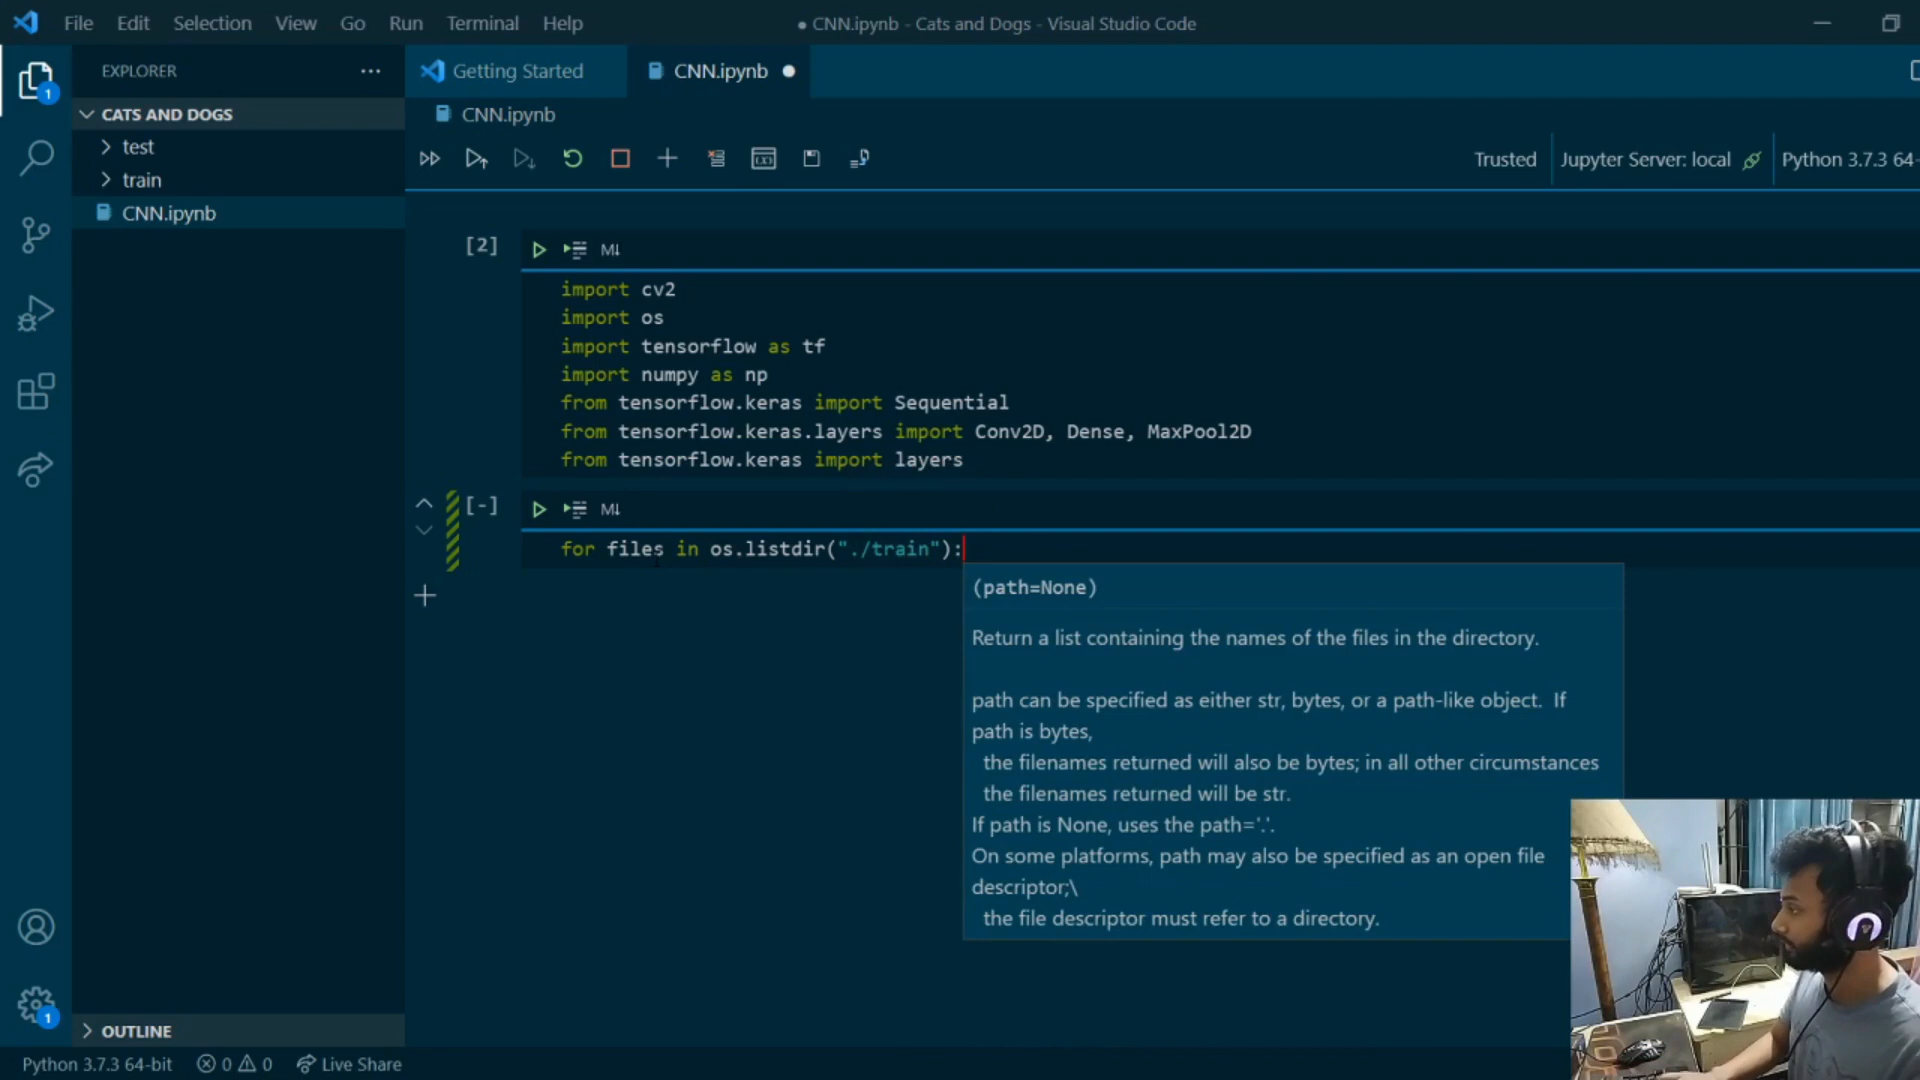 File Edit Selection View Go Run Terminal Help
● CNN.ipynb - Cats and Dogs - Visual Studio Code
EXPLORER
Getting Started
CNN.ipynb
CATS AND DOGS
test
train
CNN.ipynb
1
CNN.ipynb
Trusted
Jupyter Server: local
Python 3.7.3 64-
[2]
M↓
import cv2
import os
import tensorflow as tf
import numpy as np
from tensorflow.keras import Sequential
from tensorflow.keras.layers import Conv2D, Dense, MaxPool2D
from tensorflow.keras import layers
[-]
M↓
for files in os.listdir("./train"):
(path=None)
Return a list containing the names of the files in the directory.
path can be specified as either str, bytes, or a path-like object. If
path is bytes,
the filenames returned will also be bytes; in all other circumstances
the filenames returned will be str.
If path is None, uses the path='.'.
On some platforms, path may also be specified as an open file
descriptor;\
the file descriptor must refer to a directory.
1
OUTLINE
Python 3.7.3 64-bit
0
0
Live Share